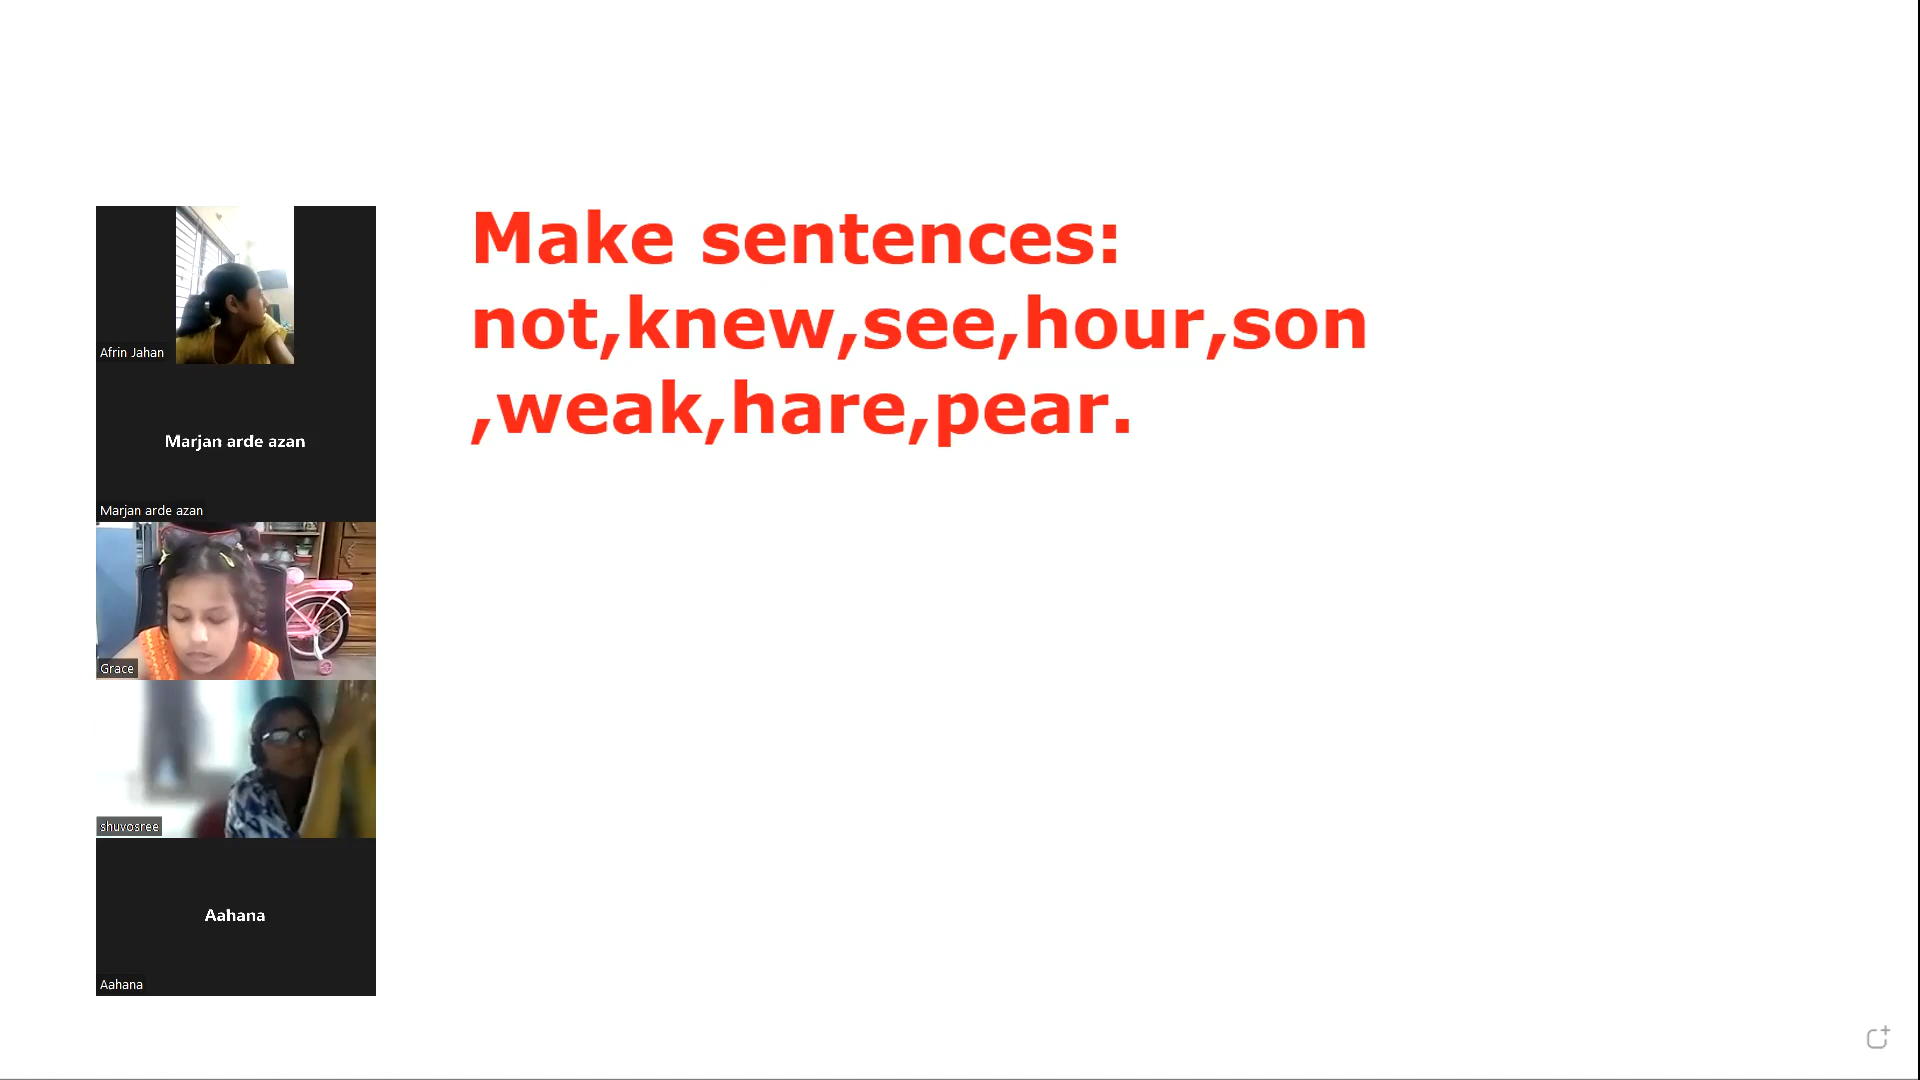 Make sentences:
not,knew,see,hour,son
,weak,hare,pear.
Afrin Jahan
Marjan arde azan
Marjan arde azan
Grace
shuvosree
Aahana
Aahana